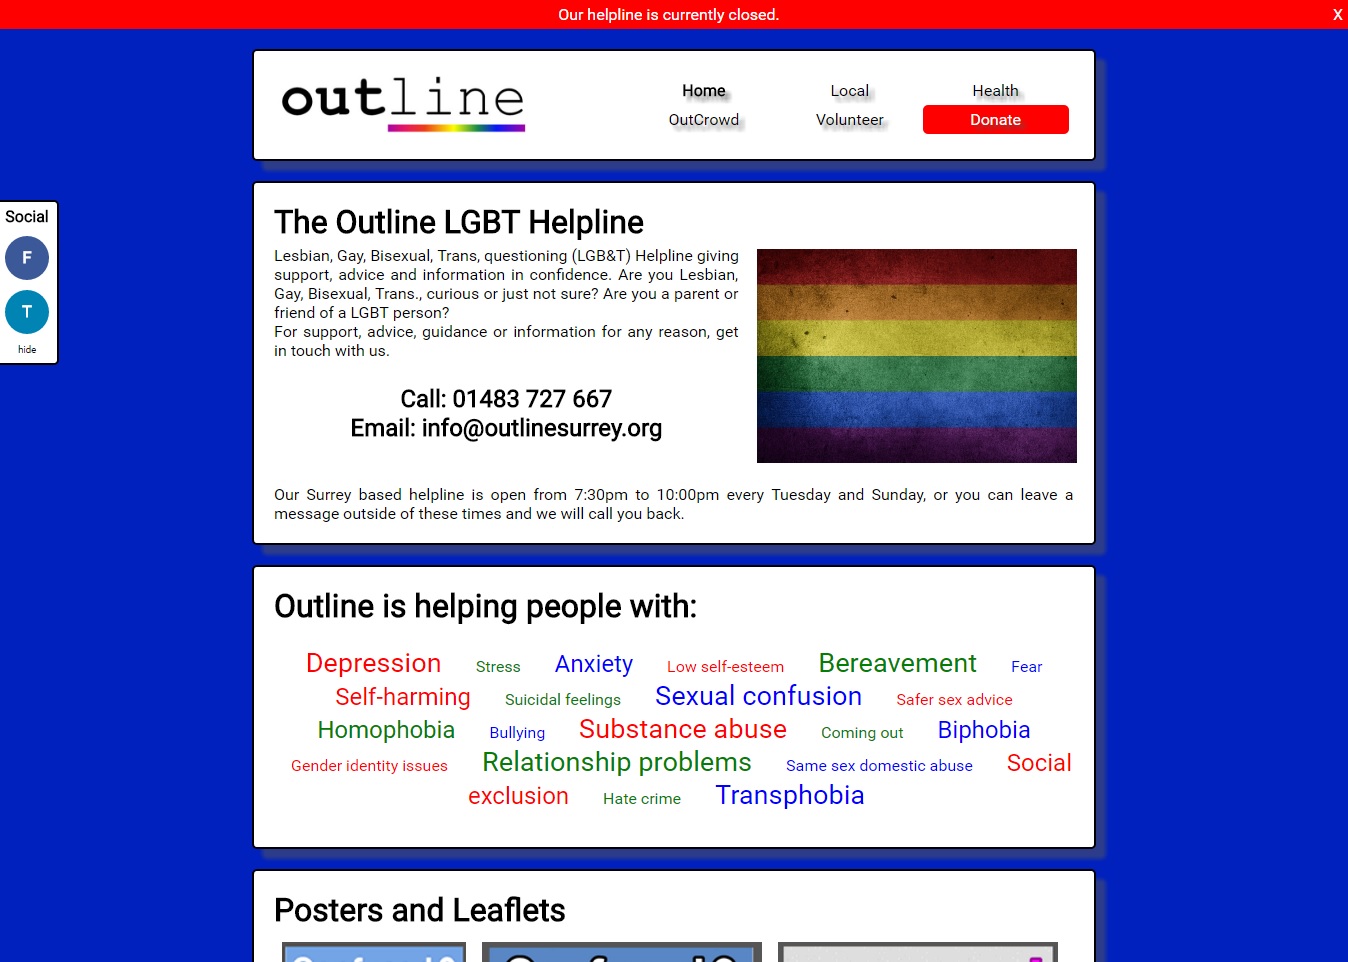 Our helpline is currently closed.
X
outline
Home
Local
Health
OutCrowd
Volunteer
Donate
Social
F
T
hide
The Outline LGBT Helpline
Lesbian, Gay, Bisexual, Trans, questioning (LGB&T) Helpline giving
support, advice and information in confidence. Are you Lesbian,
Gay, Bisexual, Trans., curious or just not sure? Are you a parent or
friend of a LGBT person?
For support, advice, guidance or information for any reason, get
in touch with us.
Call: 01483 727 667
Email: info@outlinesurrey.org
Our Surrey based helpline is open from 7:30pm to 10:00pm every Tuesday and Sunday, or you can leave a
message outside of these times and we will call you back.
Outline is helping people with:
Depression Stress Anxiety Low self-esteem Bereavement Fear
Self-harming Suicidal feelings Sexual confusion Safer sex advice
Homophobia Bullying Substance abuse Coming out Biphobia
Gender identity issues Relationship problems Same sex domestic abuse Social
exclusion Hate crime Transphobia
Posters and Leaflets